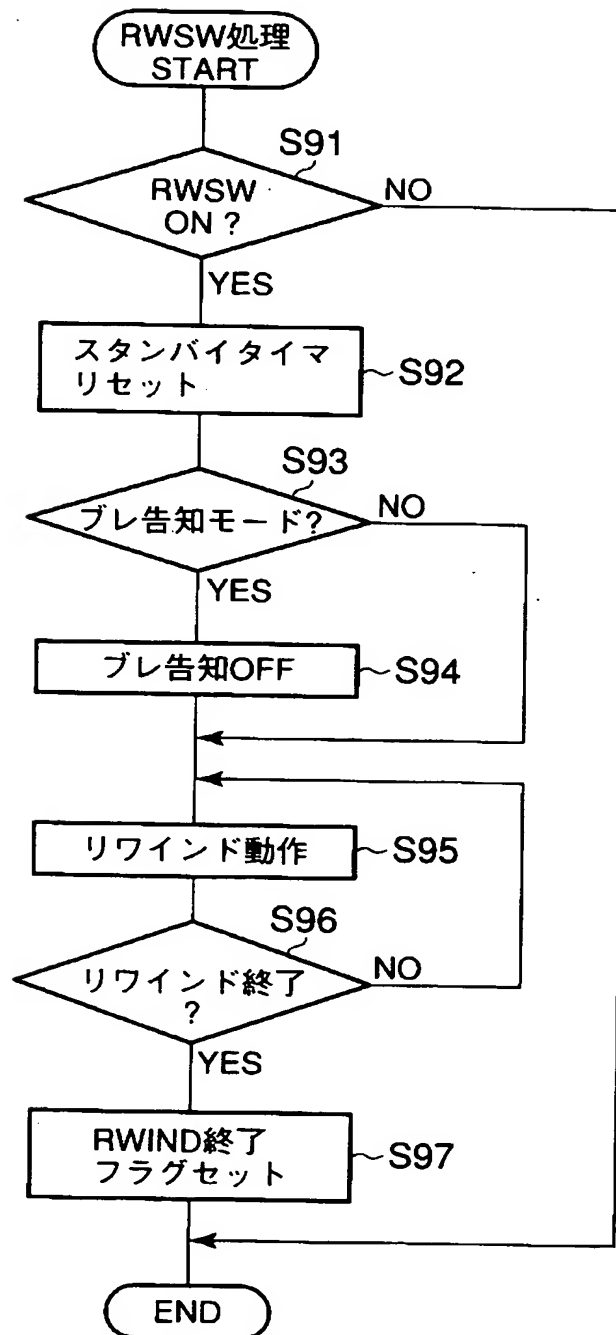 RWSW処理
START
S91
RWSW
ON ?
NO
YES
スタンバイタイマ
リセット
S92
S93
ブレ告知モード?
NO
YES
ブレ告知OFF
S94
リワインド動作
S95
S96
リワインド終了
?
NO
YES
RWIND終了
フラグセット
S97
END